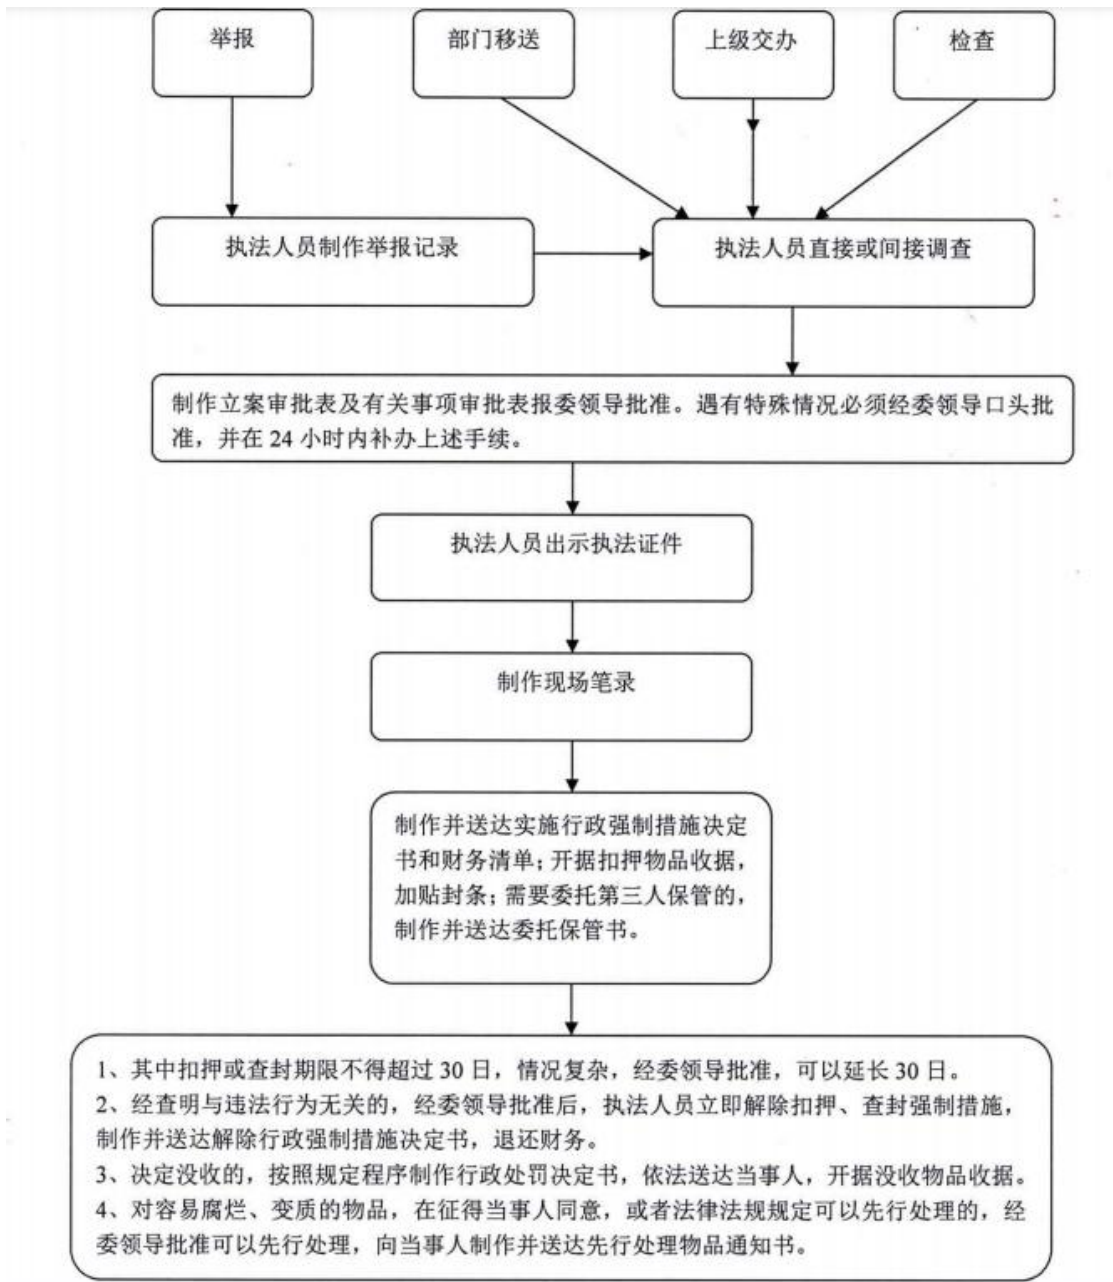 举报
部门移送
上级交办
检查
执法人员制作举报记录
执法人员直接或间接调查
制作立案审批表及有关事项审批表报委领导批准。遇有特殊情况必须经委领导口头批
准，并在 24 小时内补办上述手续。
执法人员出示执法证件
制作现场笔录
制作并送达实施行政强制措施决定
书和财务清单；开据扣押物品收据，
加贴封条；需要委托第三人保管的，
制作并送达委托保管书。
1、其中扣押或查封期限不得超过 30 日，情况复杂，经委领导批准，可以延长 30 日。
2、经查明与违法行为无关的，经委领导批准后，执法人员立即解除扣押、查封强制措施，
制作并送达解除行政强制措施决定书，退还财务。
3、决定没收的，按照规定程序制作行政处罚决定书，依法送达当事人，开据没收物品收据。
4、对容易腐烂、变质的物品，在征得当事人同意，或者法律法规规定可以先行处理的，经
委领导批准可以先行处理，向当事人制作并送达先行处理物品通知书。